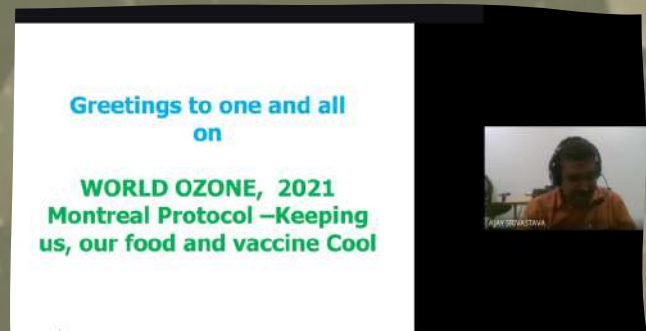 Greetings to one and all
on
WORLD OZONE, 2021
Montreal Protocol –Keeping
us, our food and vaccine Cool
AJAY SRIVASTAVA